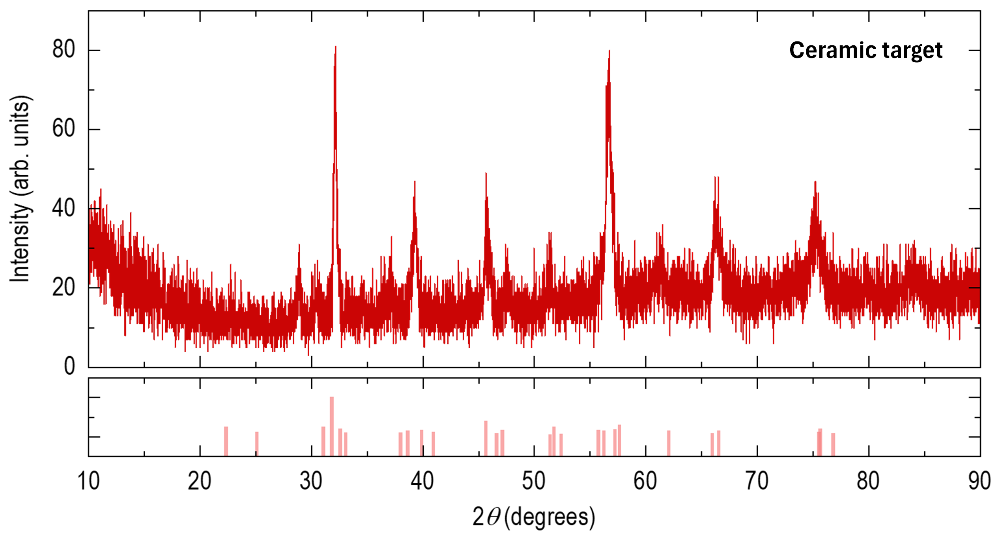 Ceramic target
Intensity (arb. units)
80
60
40
20
0
10 20 30 40 50 60 70 80 90
2θ (degrees)